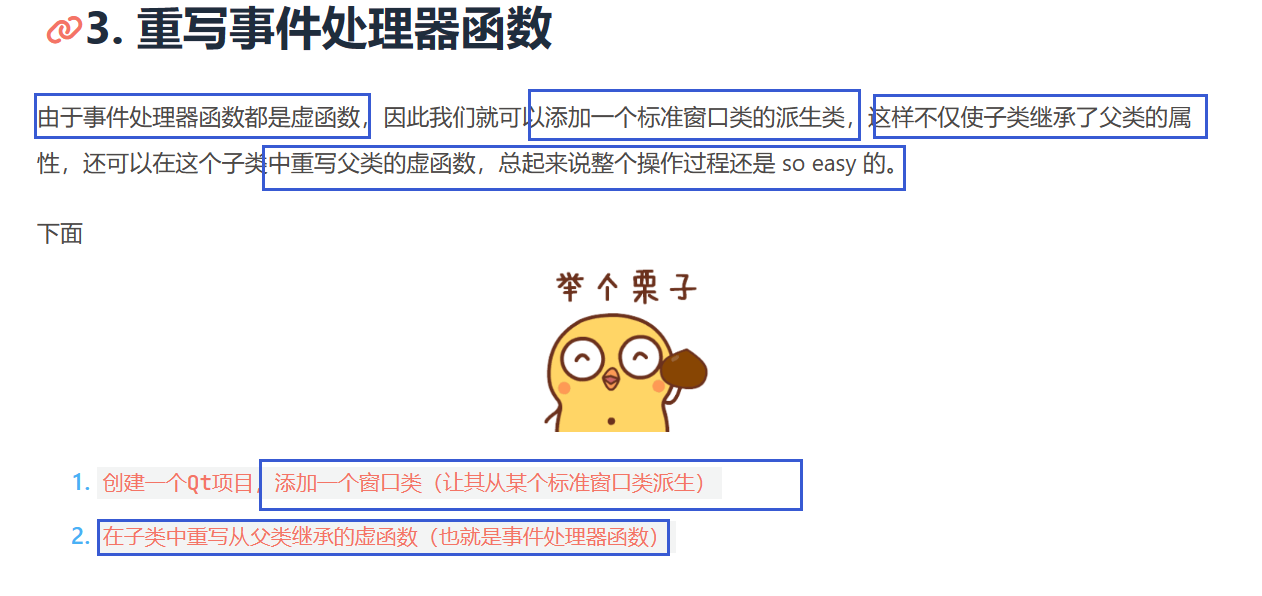 3. 重写事件处理器函数
由于事件处理器函数都是虚函数，因此我们就可以添加一个标准窗口类的派生类，这样不仅使子类继承了父类的属
性，还可以在这个子类中重写父类的虚函数，总起来说整个操作过程还是 so easy 的。
下面
举个栗子
1. 创建一个Qt项目，添加一个窗口类（让其从某个标准窗口类派生）
2. 在子类中重写从父类继承的虚函数（也就是事件处理器函数）